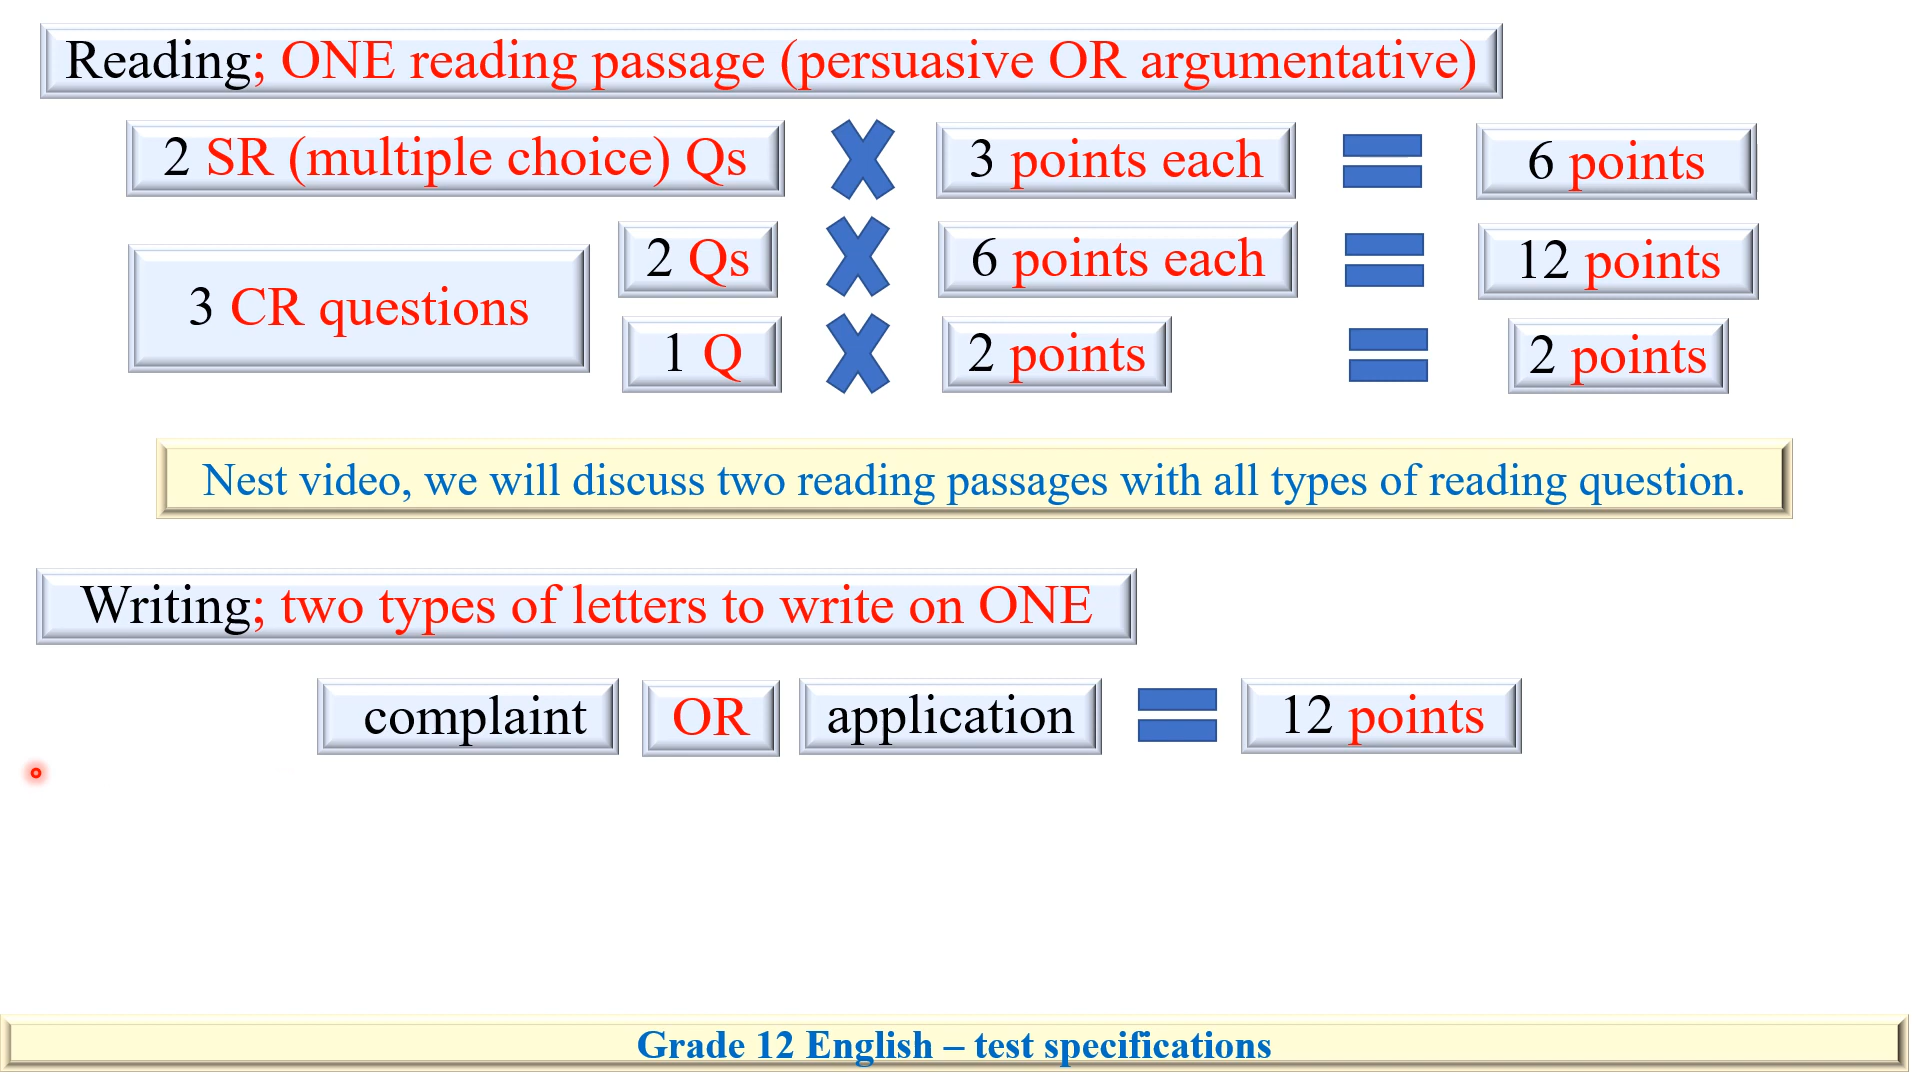 Reading; ONE reading passage (persuasive OR argumentative)
2 SR (multiple choice) Qs 3 points each 6 points
2 Qs 6 points each 12 points
3 CR questions
1 Q 2 points 2 points
Nest video, we will discuss two reading passages with all types of reading question.
Writing; two types of letters to write on ONE
complaint OR application 12 points
Grade 12 English – test specifications